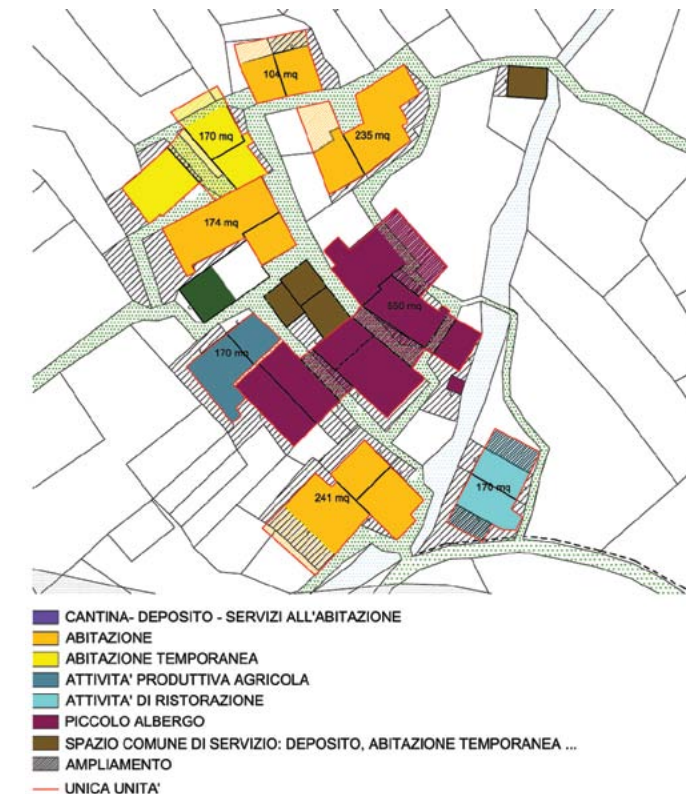 104 mq
170 mq
235 mq
174 mq
550 mq
170 mq
241 mq
170 mq
CANTINA- DEPOSITO - SERVIZI ALL'ABITAZIONE
ABITAZIONE
ABITAZIONE TEMPORANEA
ATTIVITA' PRODUTTIVA AGRICOLA
ATTIVITA' DI RISTORAZIONE
PICCOLO ALBERGO
SPAZIO COMUNE DI SERVIZIO: DEPOSITO, ABITAZIONE TEMPORANEA ...
AMPLIAMENTO
UNICA UNITA'